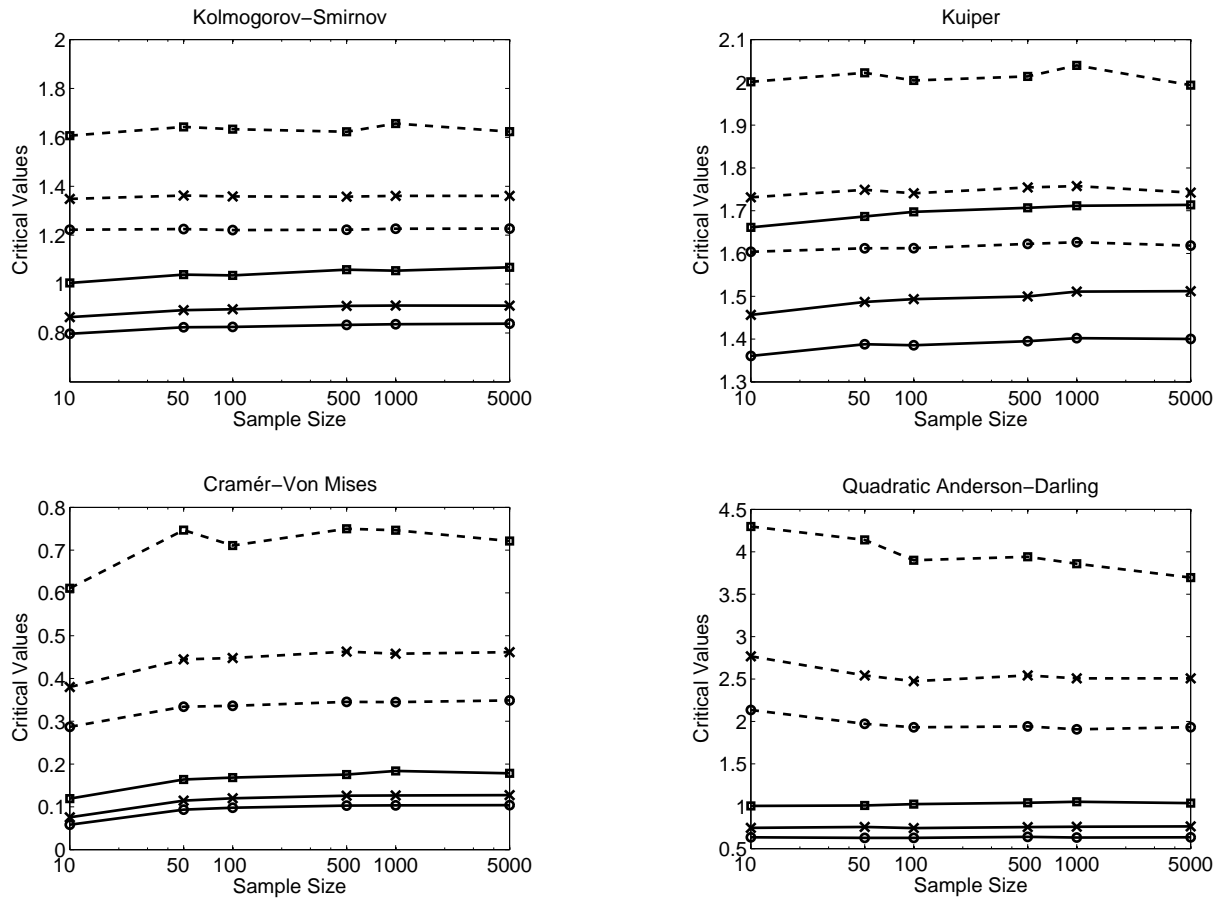 Kolmogorov−Smirnov
2
1.8
1.6
1.4
1.2
1
0.8
Critical Values
10 50 100 500 1000 5000
Sample Size
Kuiper
2.1
2
1.9
1.8
1.7
1.6
1.5
1.4
1.3
Critical Values
10 50 100 500 1000 5000
Sample Size
Cramér−Von Mises
0.8
0.7
0.6
0.5
0.4
0.3
0.2
0.1
0
Critical Values
10 50 100 500 1000 5000
Sample Size
Quadratic Anderson−Darling
4.5
4
3.5
3
2.5
2
1.5
1
0.5
Critical Values
10 50 100 500 1000 5000
Sample Size